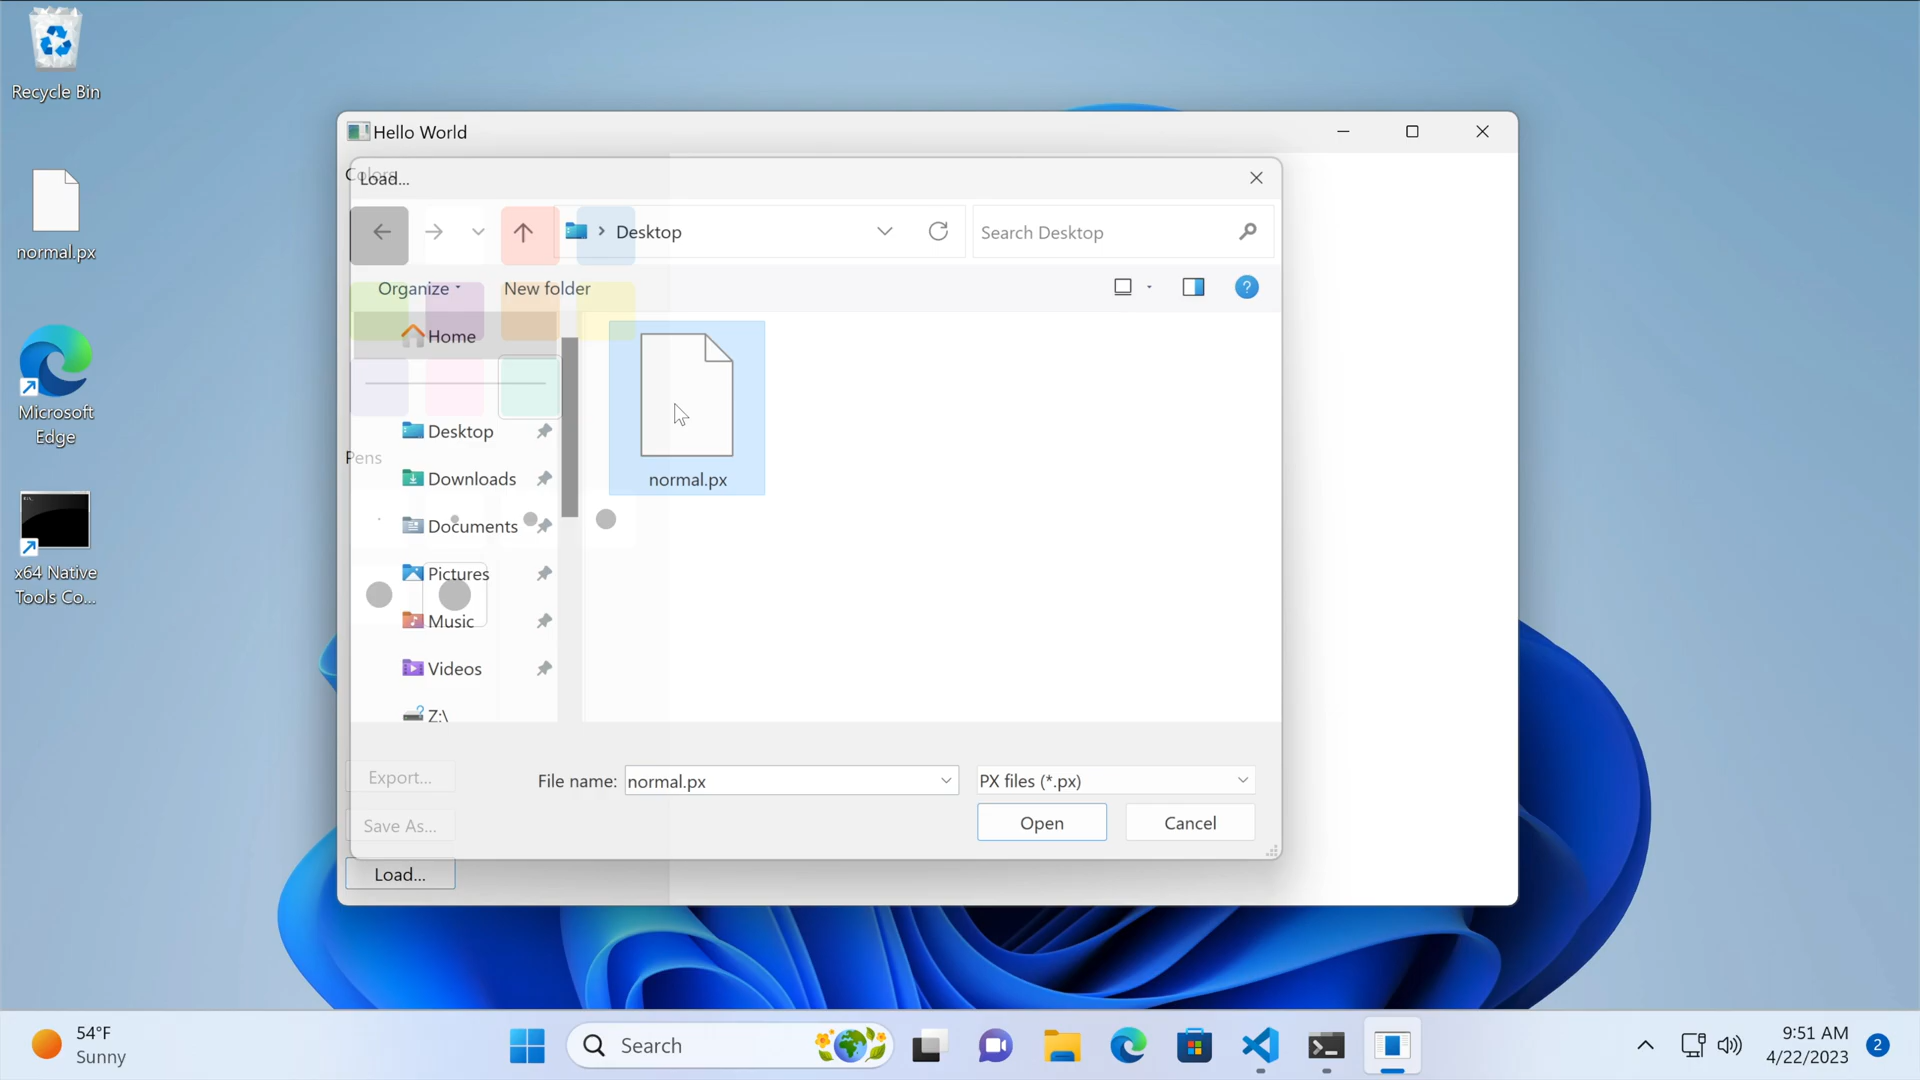 Recycle Bin
normal.px
Microsoft
Edge
x64 Native
Tools Co...
Hello World
Colors
Load...
Desktop
Search Desktop
Organize
New folder
?
Home
Desktop
Downloads
Documents
Pictures
Music
Videos
Z:\
normal.px
Pens
Export...
Save As...
Load...
File name:
normal.px
PX files (*.px)
Open
Cancel
54°F
Sunny
Search
9:51 AM
4/22/2023
2